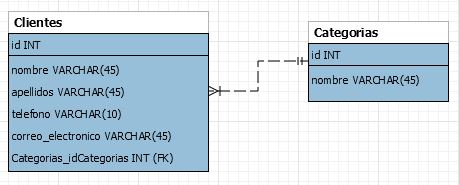 Clientes
id INT
nombre VARCHAR(45)
apellidos VARCHAR(45)
telefono VARCHAR(10)
correo_electronico VARCHAR(45)
Categorias_idCategorias INT (FK)
Categorias
id INT
nombre VARCHAR(45)